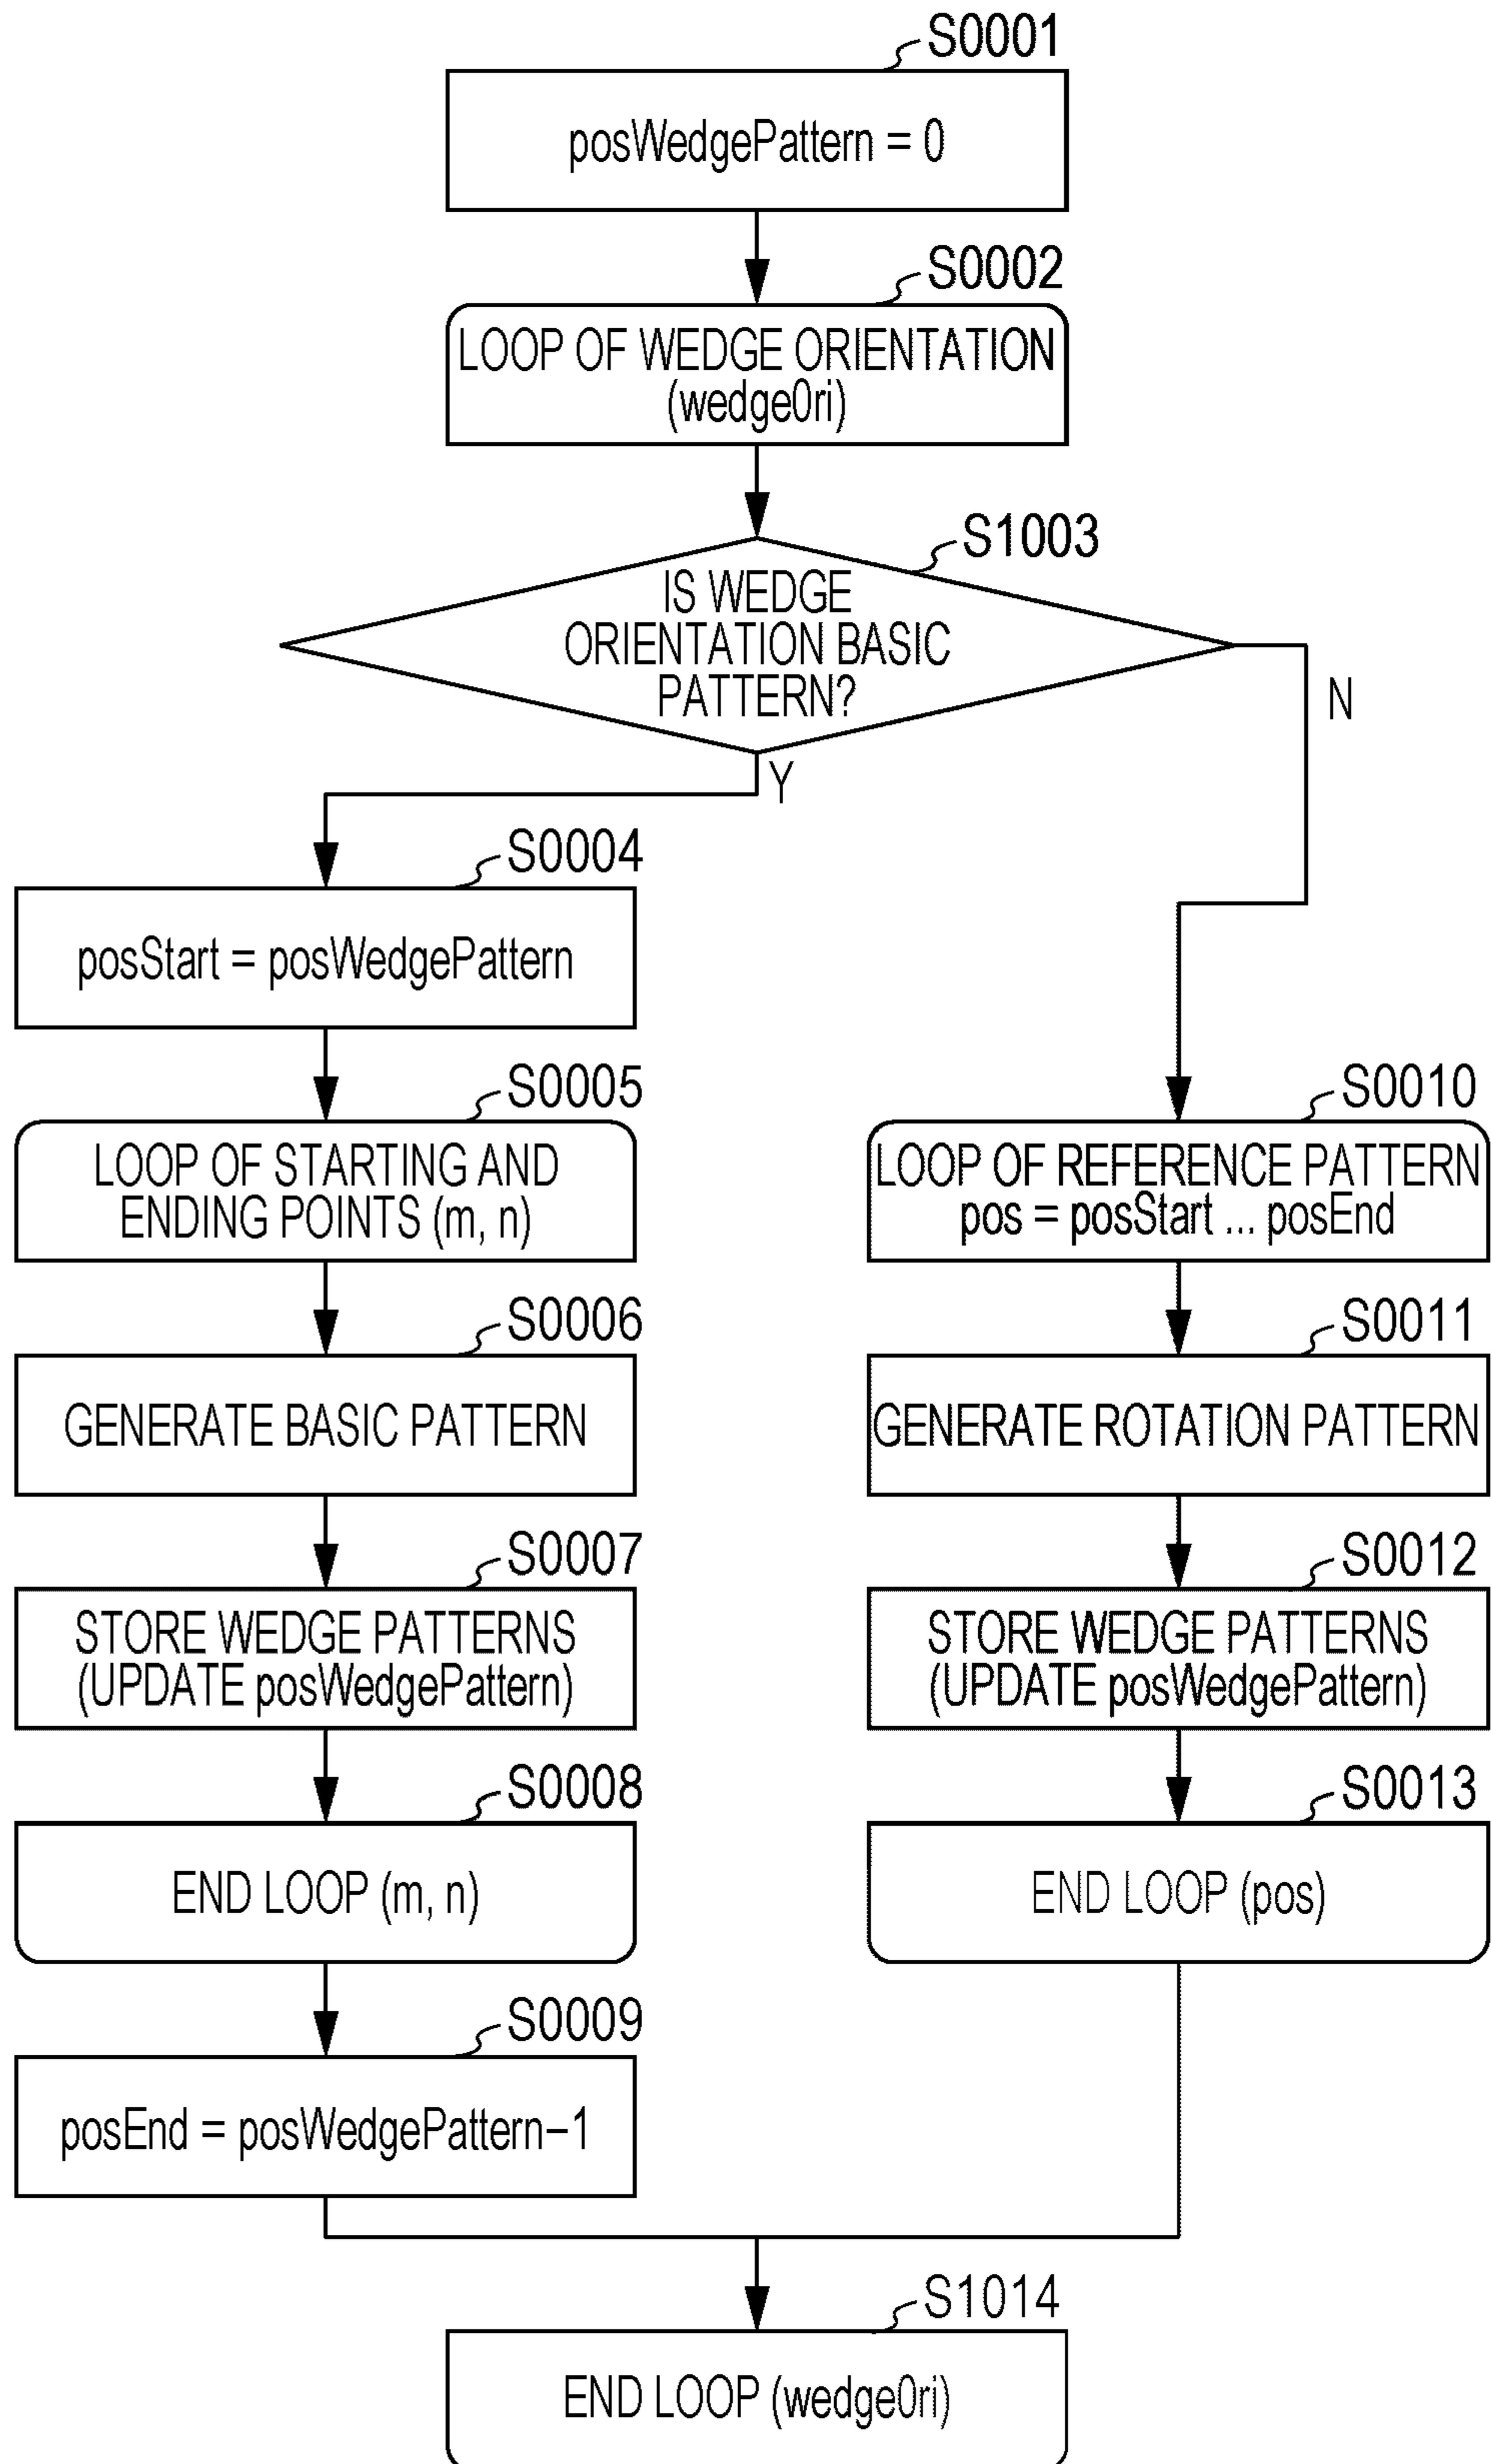 S0001
posWedgePattern = 0
S0002
LOOP OF WEDGE ORIENTATION
(wedge0ri)
S1003
IS WEDGE
ORIENTATION BASIC
PATTERN?
N
Y
S0004
posStart = posWedgePattern
S0005
LOOP OF STARTING AND
ENDING POINTS (m, n)
S0006
GENERATE BASIC PATTERN
S0007
STORE WEDGE PATTERNS
(UPDATE posWedgePattern)
S0008
END LOOP (m, n)
S0009
posEnd = posWedgePattern−1
S0010
LOOP OF REFERENCE PATTERN
pos = posStart ... posEnd
S0011
GENERATE ROTATION PATTERN
S0012
STORE WEDGE PATTERNS
(UPDATE posWedgePattern)
S0013
END LOOP (pos)
S1014
END LOOP (wedge0ri)